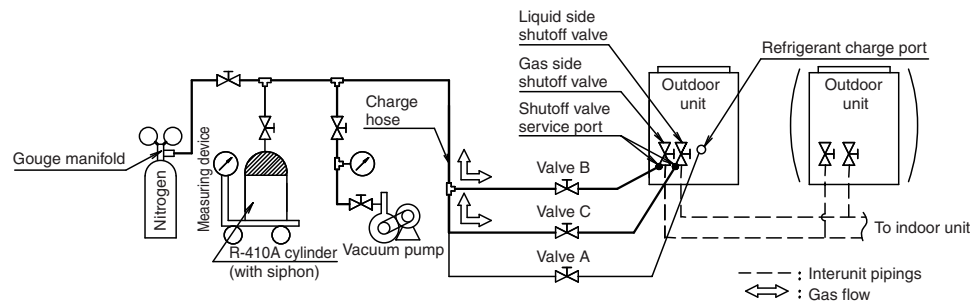 Liquid side
shutoff valve
Refrigerant charge port
Gas side
shutoff valve
Outdoor
unit
Outdoor
unit
Shutoff valve
service port
Charge
hose
Gouge manifold
Nitrogen
Measuring device
Valve B
Valve C
Valve A
R-410A cylinder
(with siphon)
Vacuum pump
To indoor unit
: Interunit pipings
: Gas flow